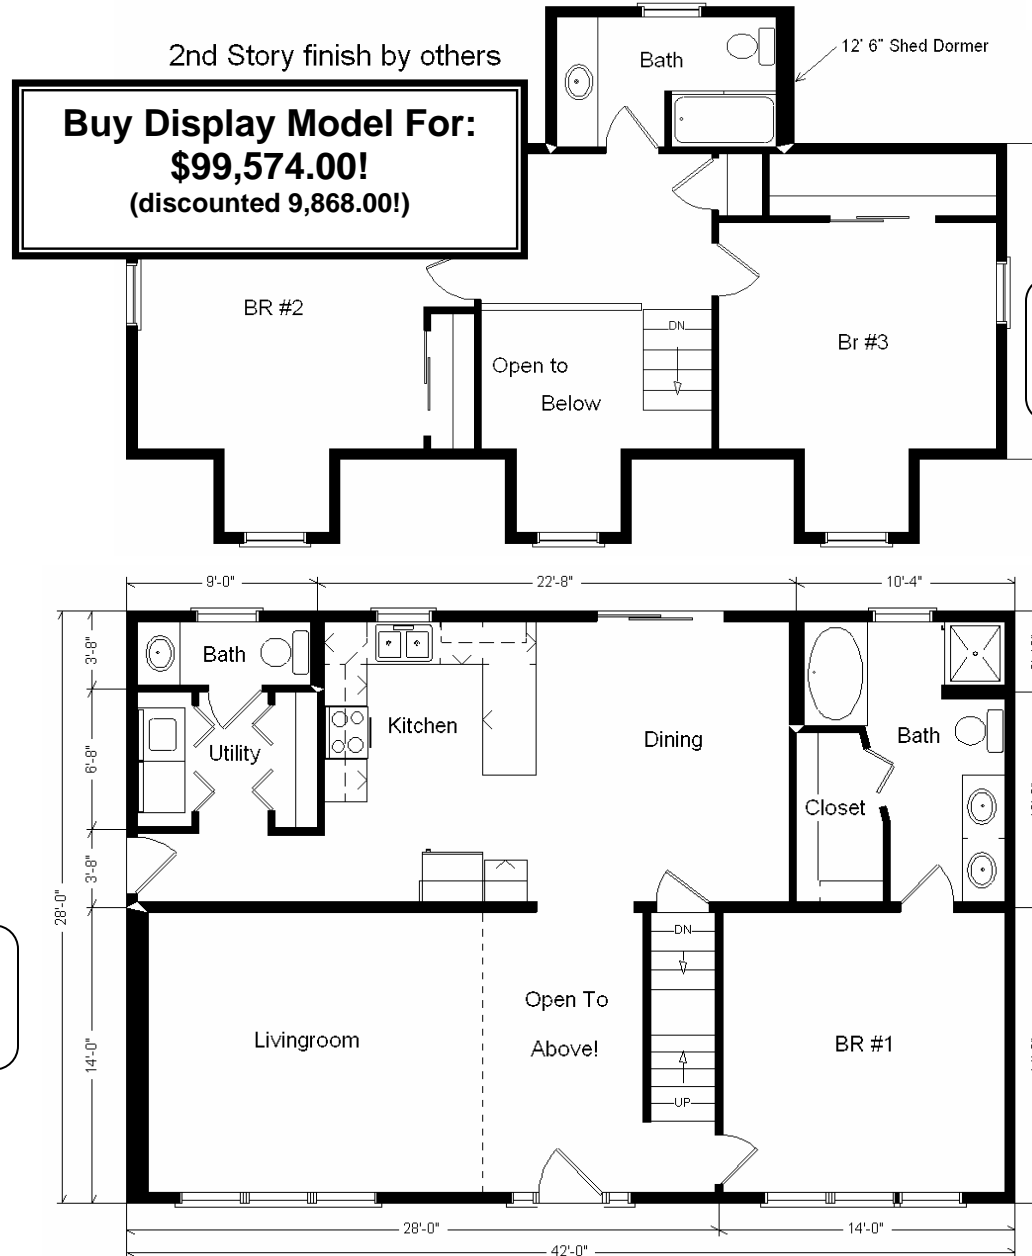 2nd Story finish by others
Bath
12' 6" Shed Dormer
Buy Display Model For:
$99,574.00!
(discounted 9,868.00!)
BR #2
DN
Open to
Below
Br #3
9'-0"
22'-8"
10'-4"
3'-8"
Bath
Kitchen
Dining
Bath
6'-8"
Utility
Closet
3'-8"
28'-0"
DN
Open To
Above!
Livingroom
BR #1
14'-0"
UP
28'-0"
14'-0"
42'-0"